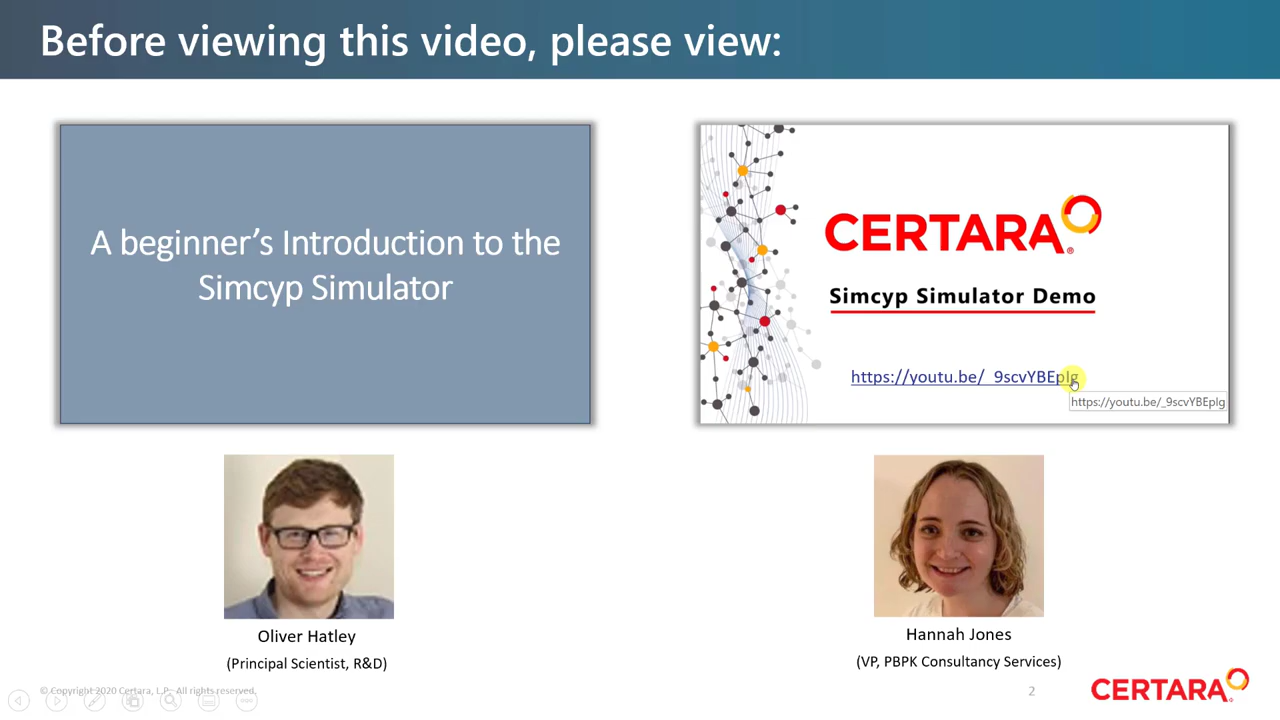 Before viewing this video, please view:
A beginner's Introduction to the
Simcyp Simulator
CERTARA®
Simcyp Simulator Demo
https://youtu.be/_9scvYBEpIg
https://youtu.be/_9scvYBEpIg
Oliver Hatley
(Principal Scientist, R&D)
Hannah Jones
(VP, PBPK Consultancy Services)
© Copyright 2020 Certara, L.P. All rights reserved.
2
CERTARA